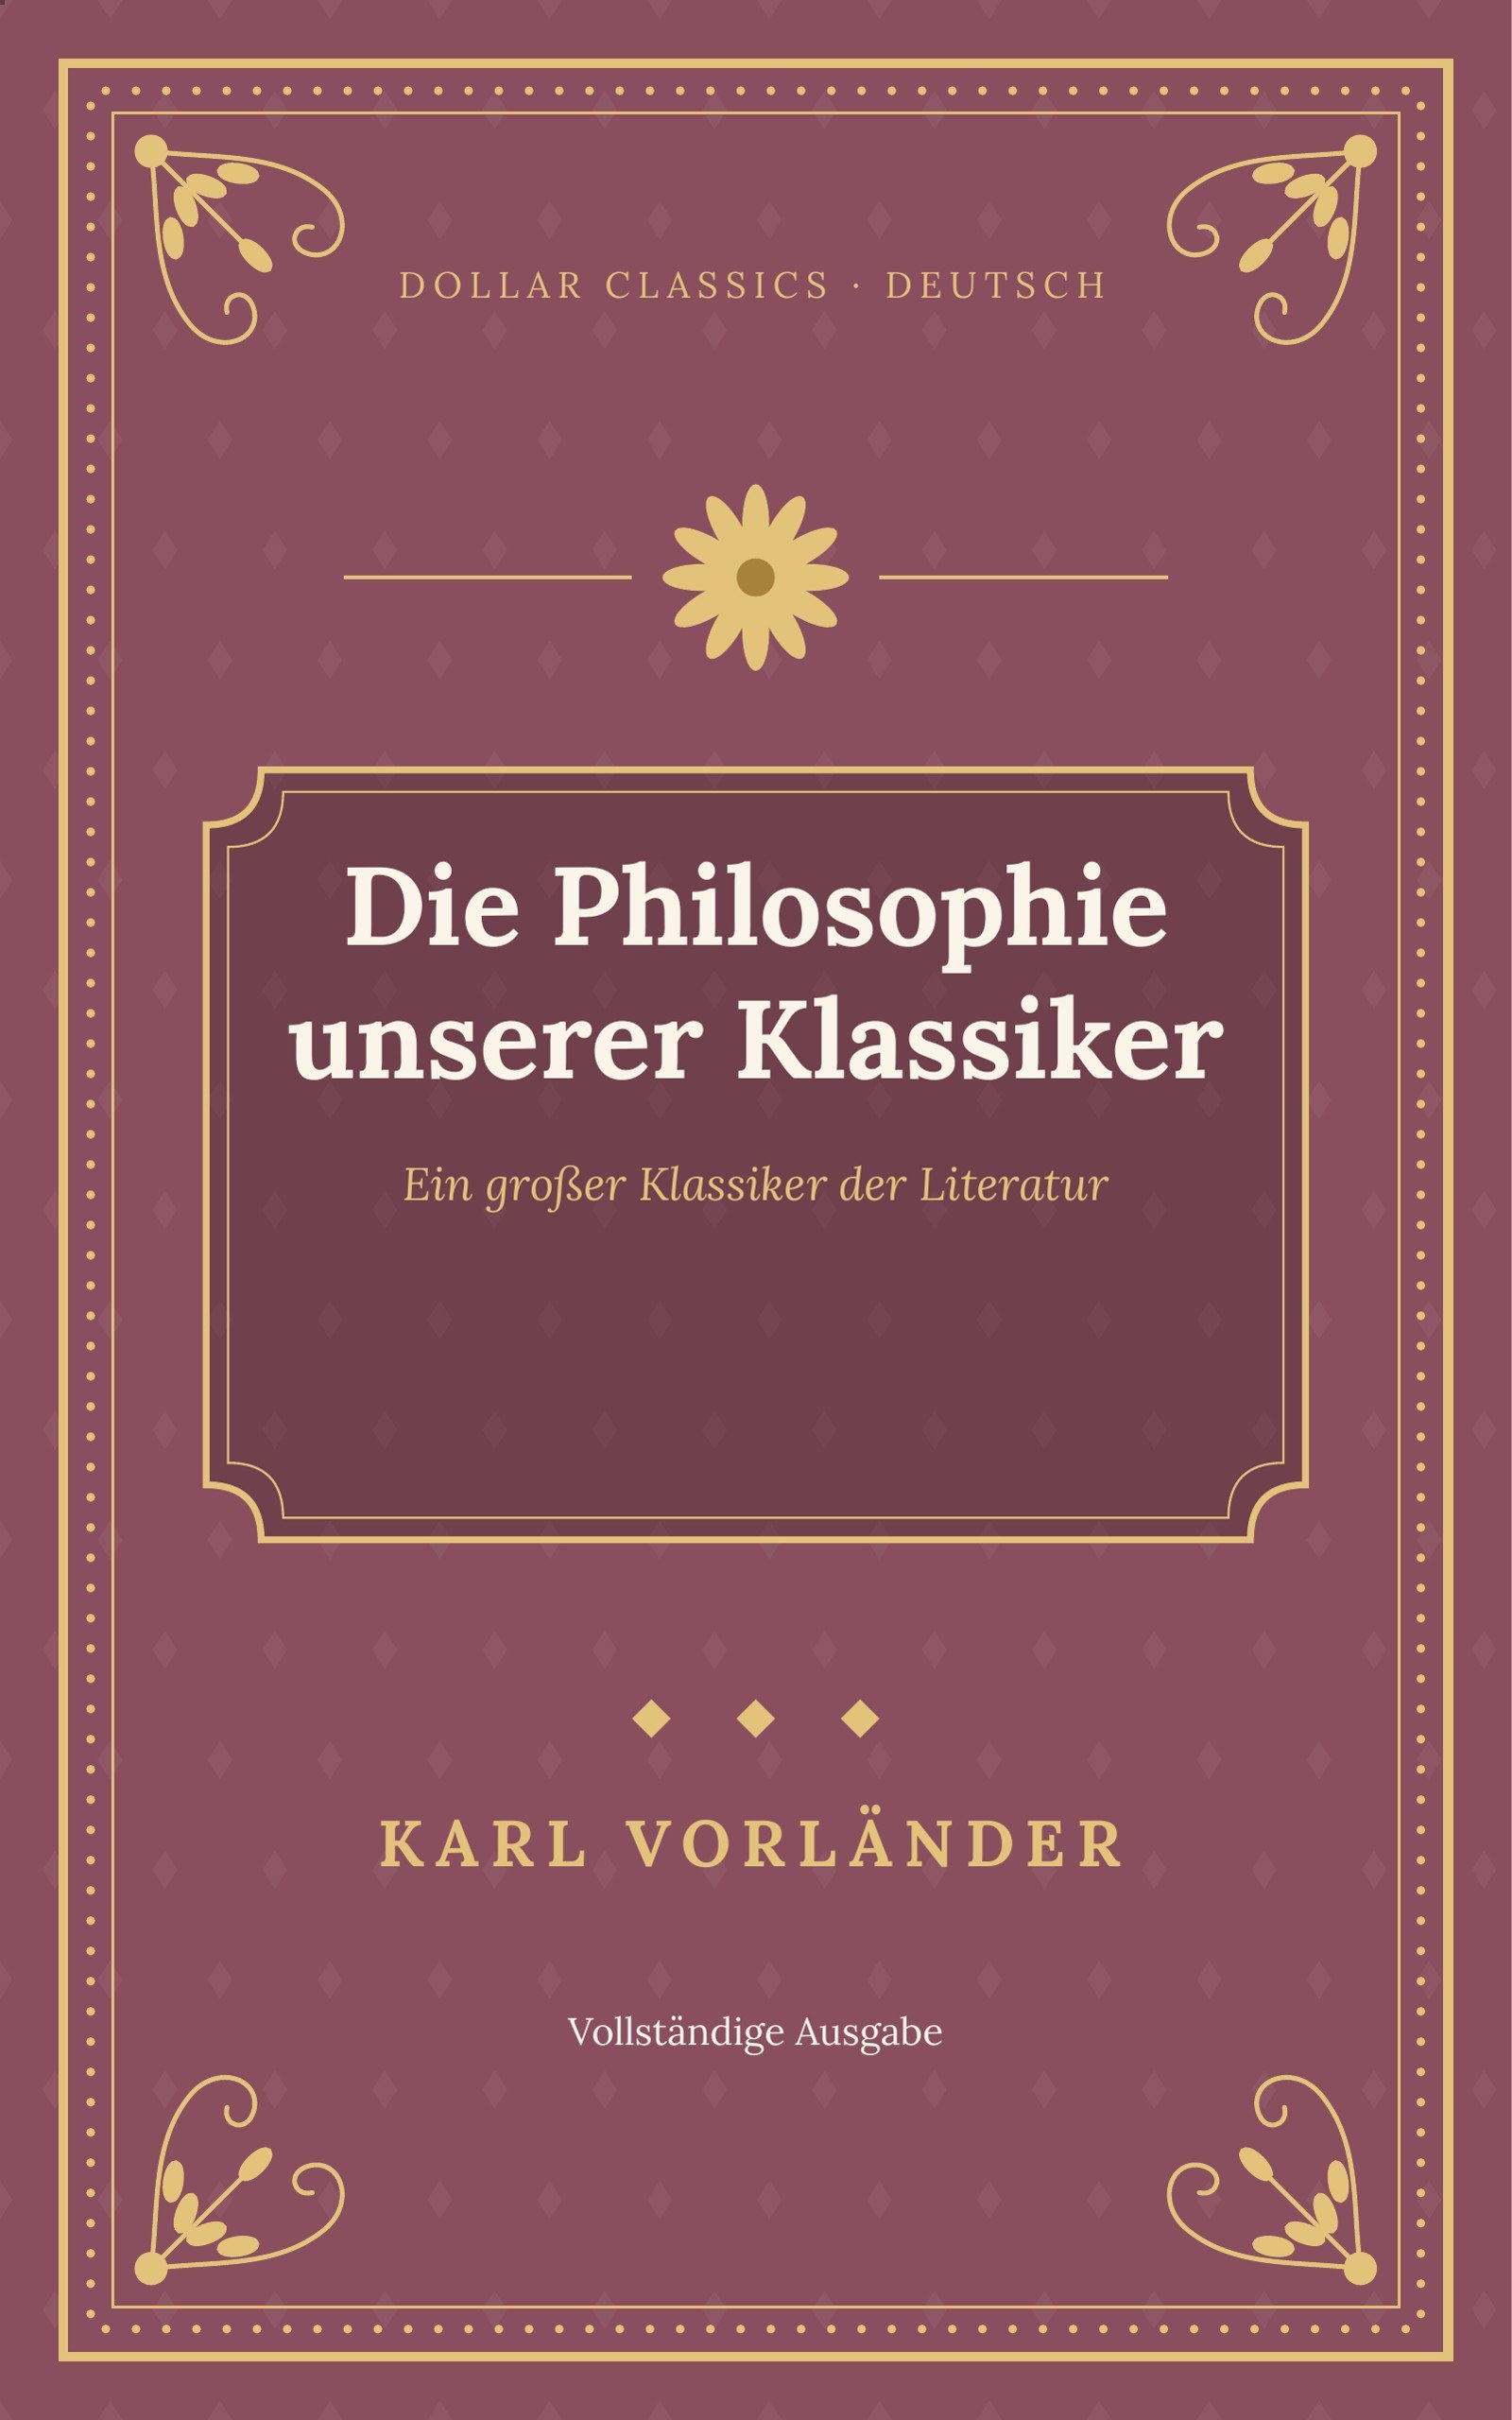 DOLLAR CLASSICS · DEUTSCH
Die Philosophie
unserer Klassiker
Ein großer Klassiker der Literatur
KARL VORLÄNDER
Vollständige Ausgabe